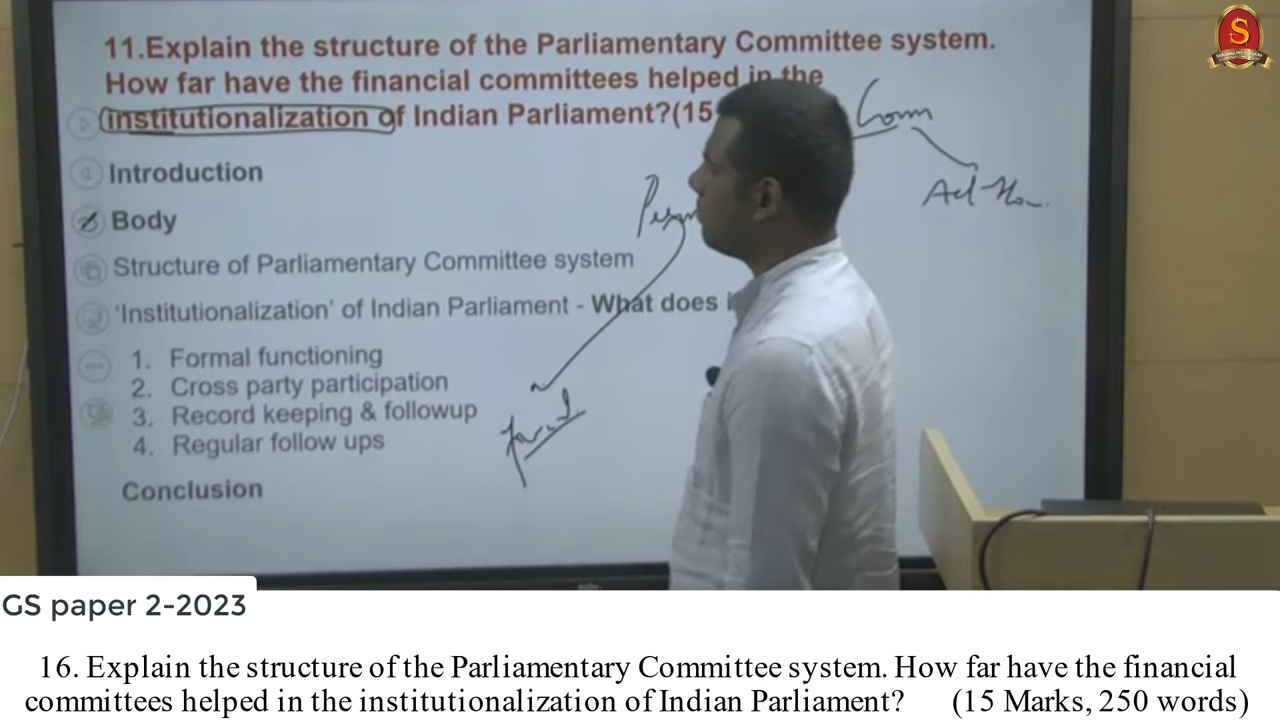 S
11.Explain the structure of the Parliamentary Committee system.
How far have the financial committees helped in the
institutionalization of Indian Parliament?(15
Comm
Ad-Ho
Introduction
Body
Structure of Parliamentary Committee system
'Institutionalization' of Indian Parliament - What does
1. Formal functioning
2. Cross party participation
3. Record keeping & followup
4. Regular follow ups
Conclusion
GS paper 2-2023
16. Explain the structure of the Parliamentary Committee system. How far have the financial
committees helped in the institutionalization of Indian Parliament? (15 Marks, 250 words)